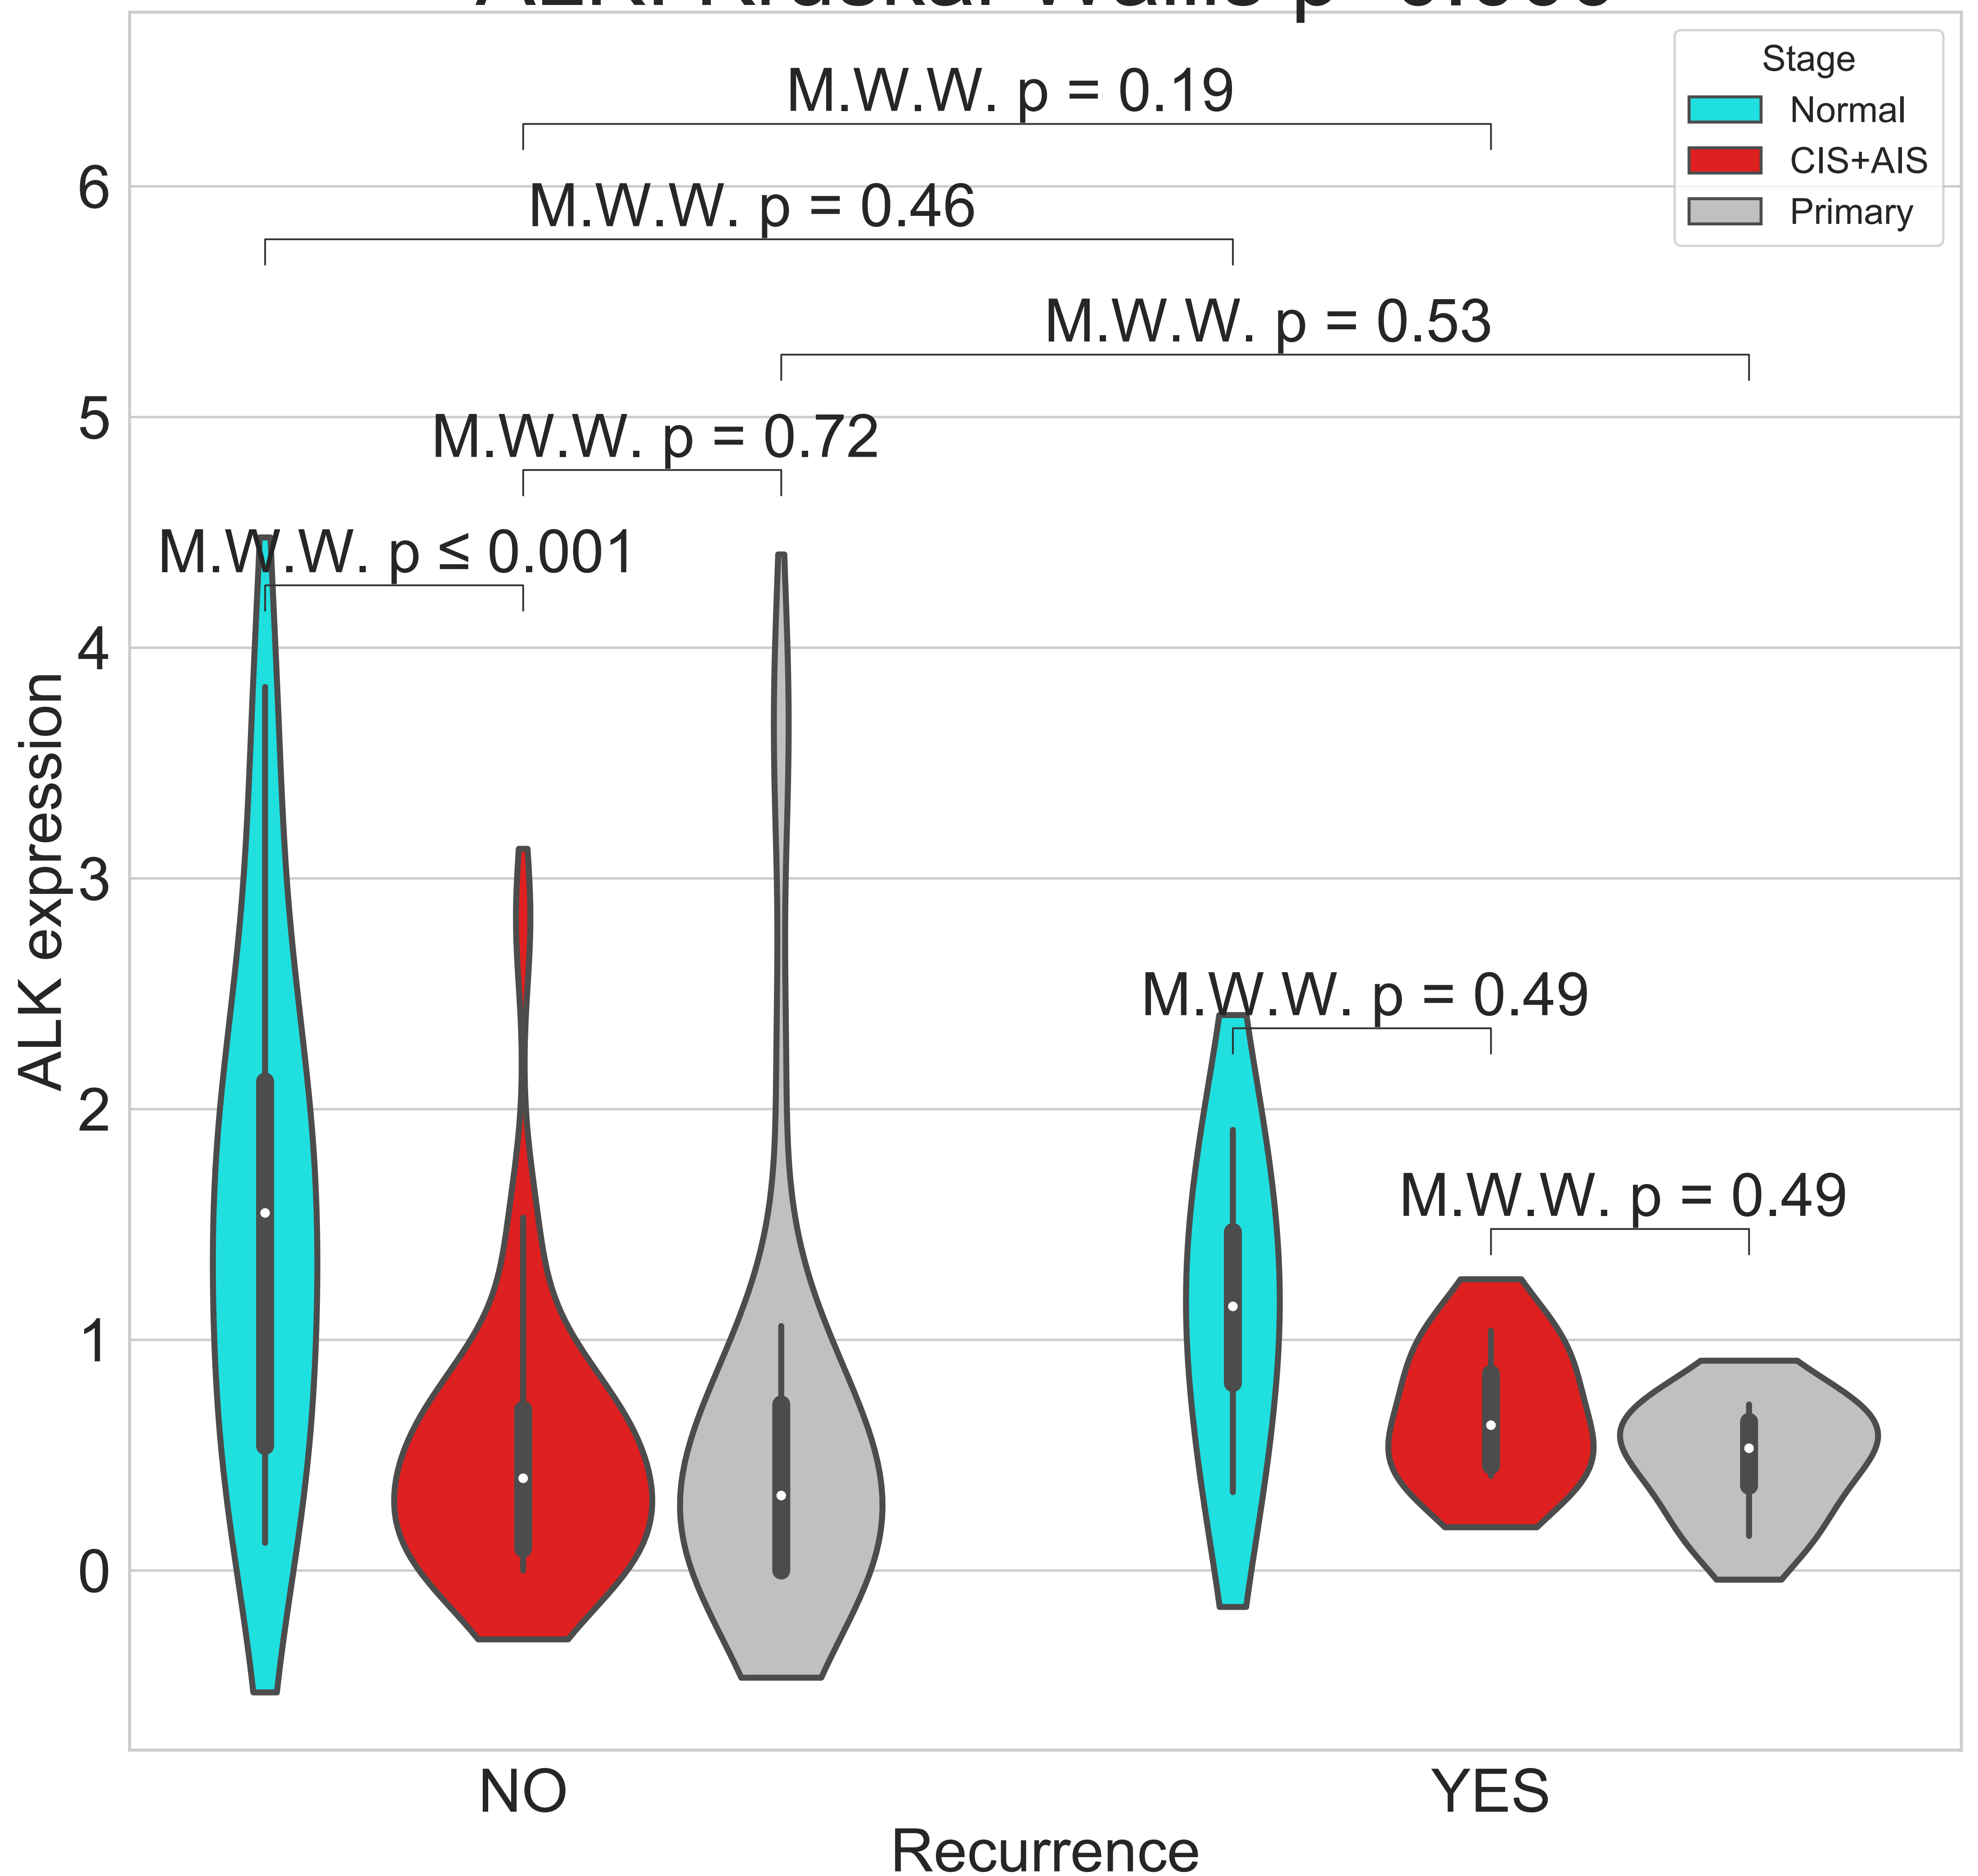 Stage
Normal
CIS+AIS
Primary
M.W.W. p = 0.19
M.W.W. p = 0.46
M.W.W. p = 0.53
M.W.W. p = 0.72
M.W.W. p ≤ 0.001
M.W.W. p = 0.49
M.W.W. p = 0.49
ALK expression
6
5
4
3
2
1
0
NO
YES
Recurrence